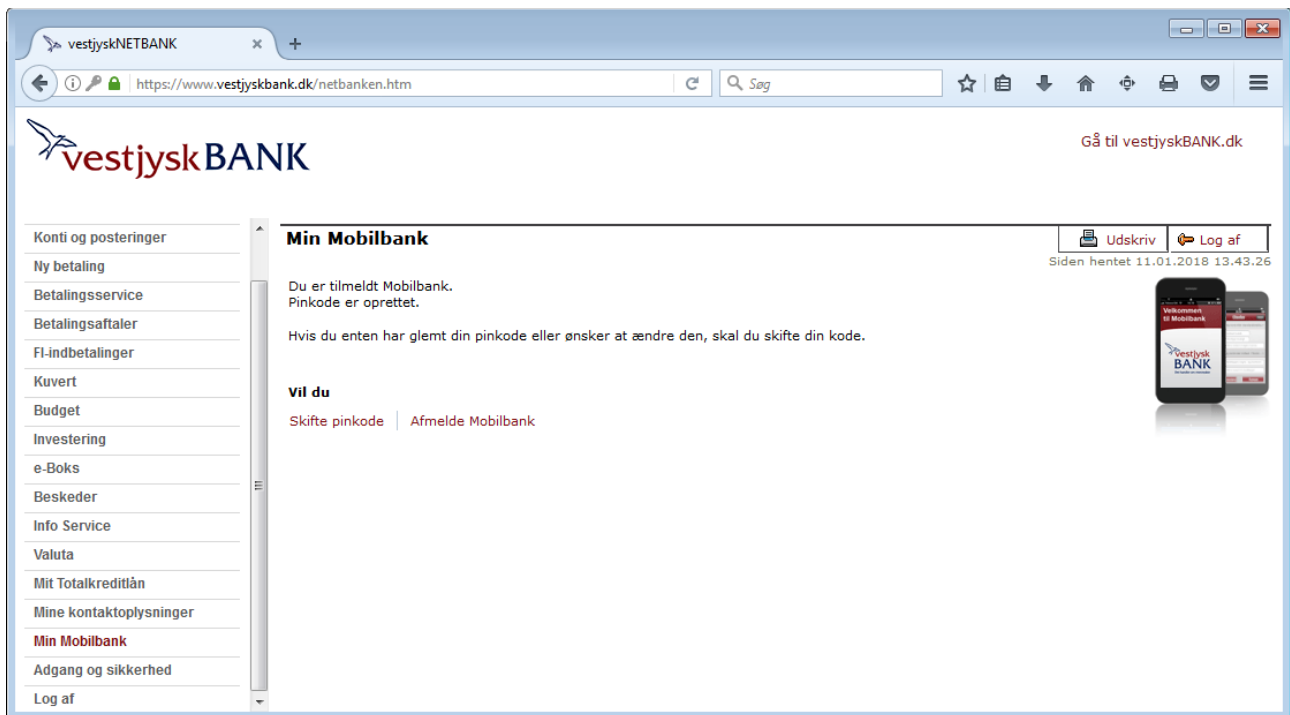 vestjyskNETBANK
https://www.vestjyskbank.dk/netbanken.htm
Søg
vestjyskBANK
Gå til vestjyskBANK.dk
Konti og posteringer
Ny betaling
Betalingsservice
Betalingsaftaler
FI-indbetalinger
Kuvert
Budget
Investering
e-Boks
Beskeder
Info Service
Valuta
Mit Totalkreditlån
Mine kontaktoplysninger
Min Mobilbank
Adgang og sikkerhed
Log af
Min Mobilbank
Udskriv
Log af
Siden hentet 11.01.2018 13.43.26
Du er tilmeldt Mobilbank.
Pinkode er oprettet.
Hvis du enten har glemt din pinkode eller ønsker at ændre den, skal du skifte din kode.
Vil du
Skifte pinkode
Afmelde Mobilbank
Velkommen
til Mobilbank
vestjysk
BANK